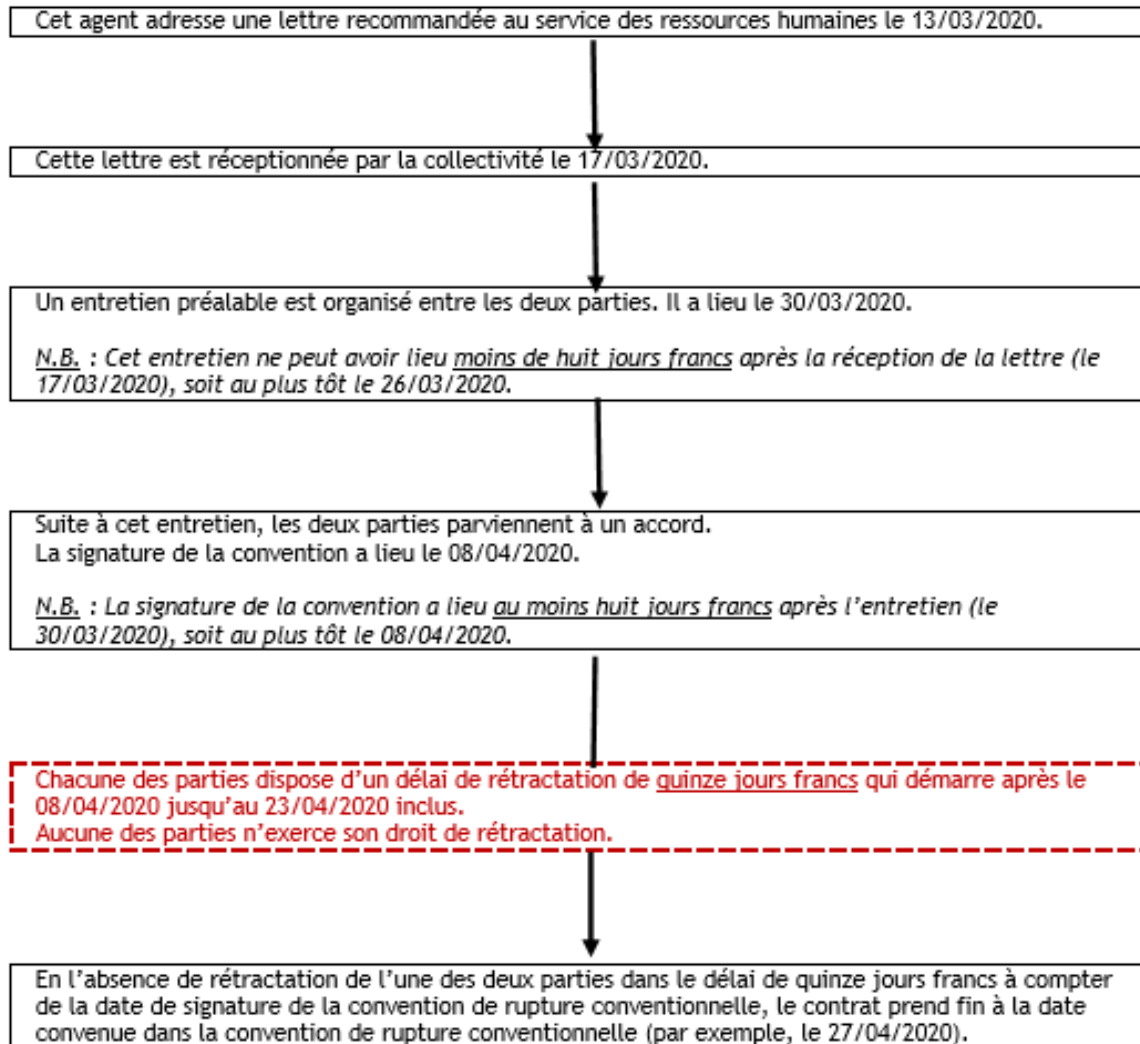 Cet agent adresse une lettre recommandée au service des ressources humaines le 13/03/2020.
Cette lettre est réceptionnée par la collectivité le 17/03/2020.
Un entretien préalable est organisé entre les deux parties. Il a lieu le 30/03/2020.
N.B. : Cet entretien ne peut avoir lieu moins de huit jours francs après la réception de la lettre (le
17/03/2020), soit au plus tôt le 26/03/2020.
Suite à cet entretien, les deux parties parviennent à un accord.
La signature de la convention a lieu le 08/04/2020.
N.B. : La signature de la convention a lieu au moins huit jours francs après l'entretien (le
30/03/2020), soit au plus tôt le 08/04/2020.
Chacune des parties dispose d'un délai de rétractation de quinze jours francs qui démarre après le
08/04/2020 jusqu'au 23/04/2020 inclus.
Aucune des parties n'exerce son droit de rétractation.
En l'absence de rétractation de l'une des deux parties dans le délai de quinze jours francs à compter
de la date de signature de la convention de rupture conventionnelle, le contrat prend fin à la date
convenue dans la convention de rupture conventionnelle (par exemple, le 27/04/2020).